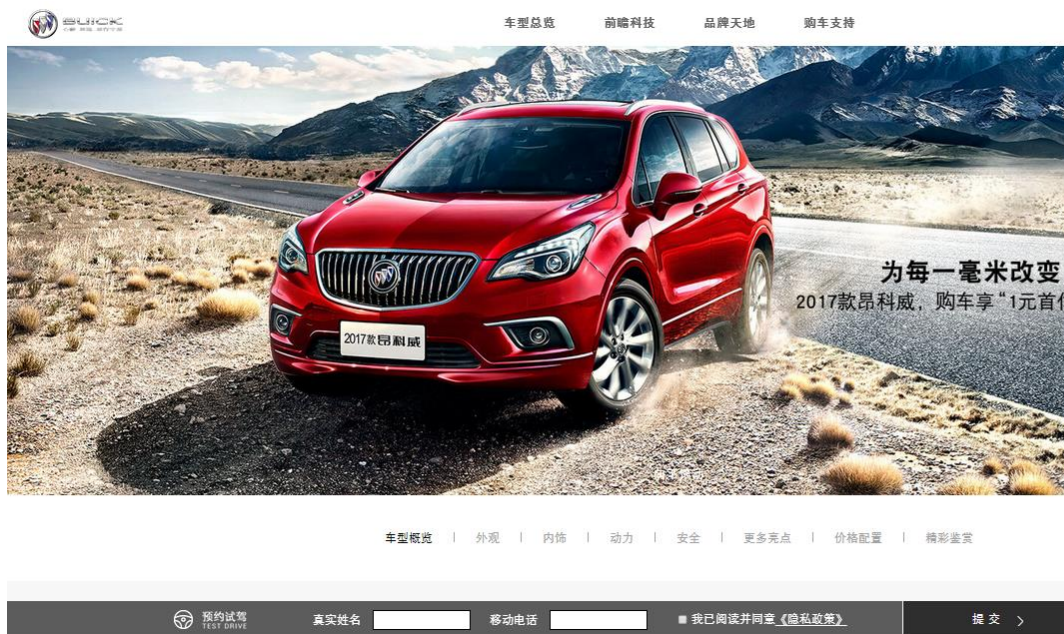 BUICK
车型总览 前瞻科技 品牌天地 购车支持
为每一毫米改变
2017款昂科威，购车享“1元首
2017款昂科威
车型概览 | 外观 | 内饰 | 动力 | 安全 | 更多亮点 | 价格配置 | 精彩鉴赏
预约试驾
TEST DRIVE
真实姓名 移动电话 我已阅读并同意《隐私政策》 提交 >